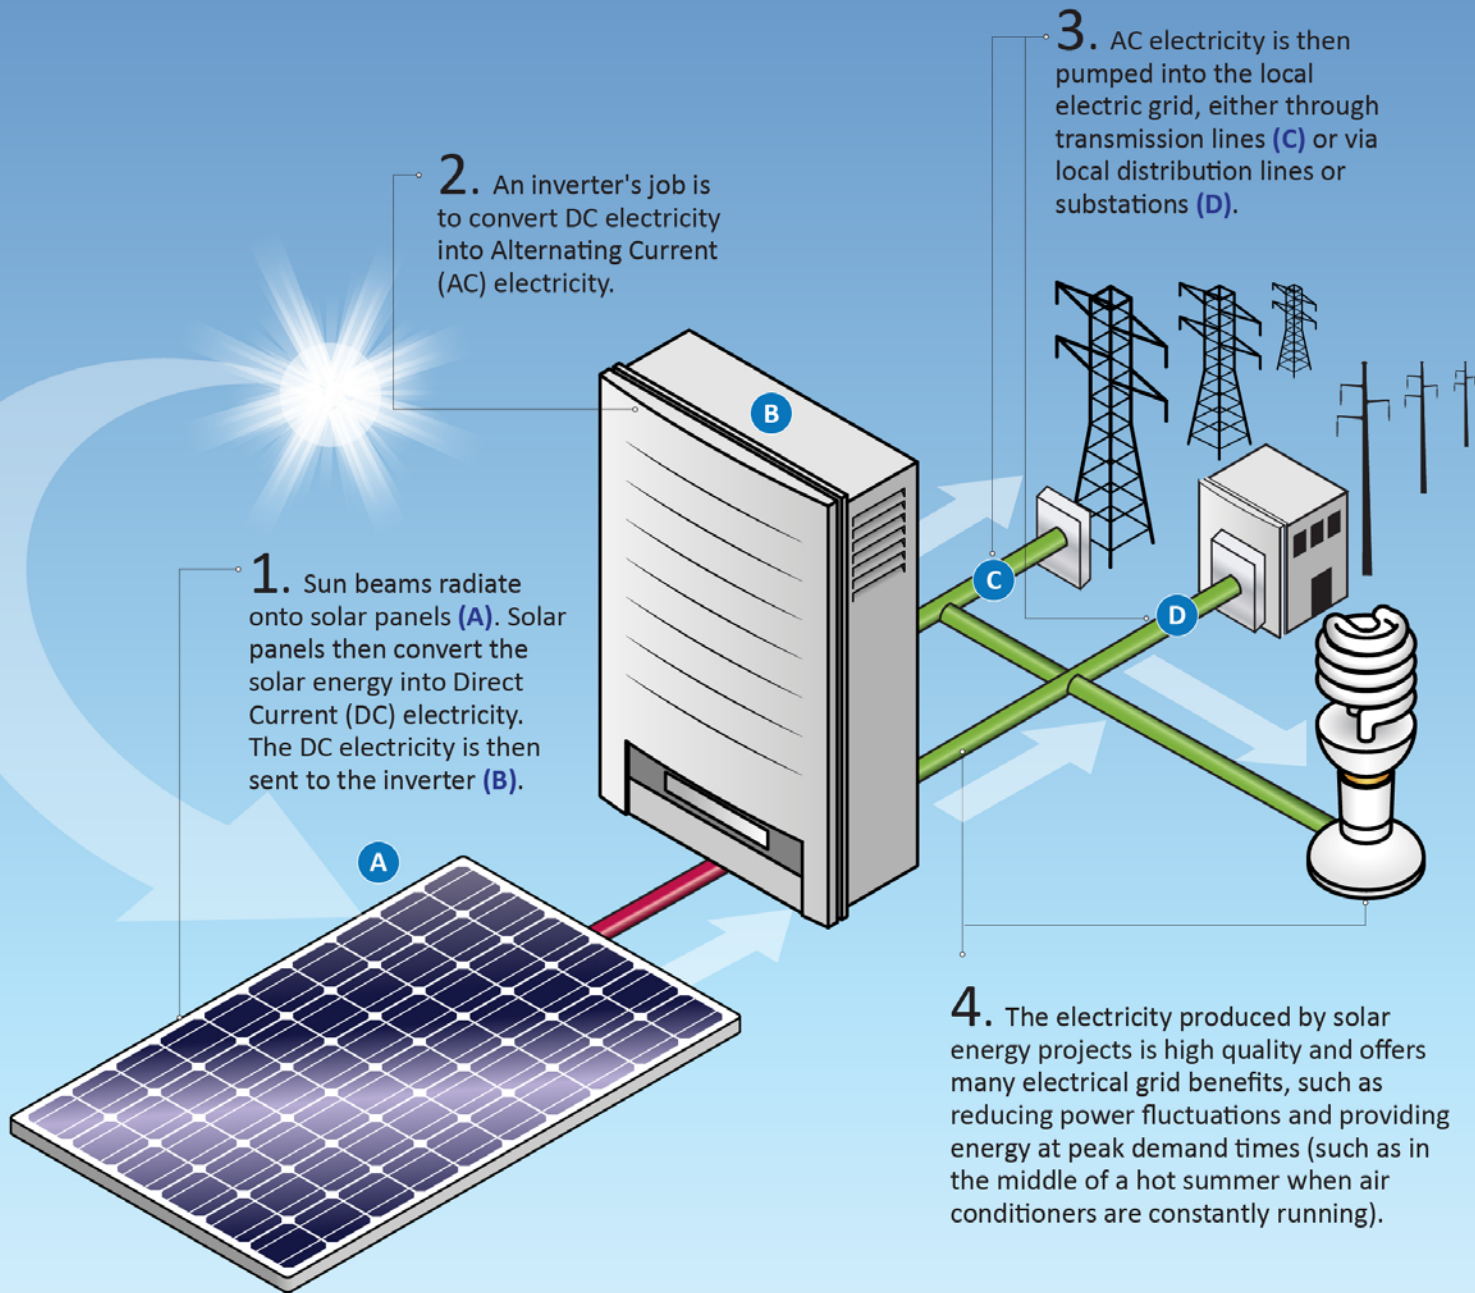 1. Sun beams radiate
onto solar panels (A). Solar
panels then convert the
solar energy into Direct
Current (DC) electricity.
The DC electricity is then
sent to the inverter (B).
2. An inverter's job is
to convert DC electricity
into Alternating Current
(AC) electricity.
3. AC electricity is then
pumped into the local
electric grid, either through
transmission lines (C) or via
local distribution lines or
substations (D).
4. The electricity produced by solar
energy projects is high quality and offers
many electrical grid benefits, such as
reducing power fluctuations and providing
energy at peak demand times (such as in
the middle of a hot summer when air
conditioners are constantly running).
A
B
C
D